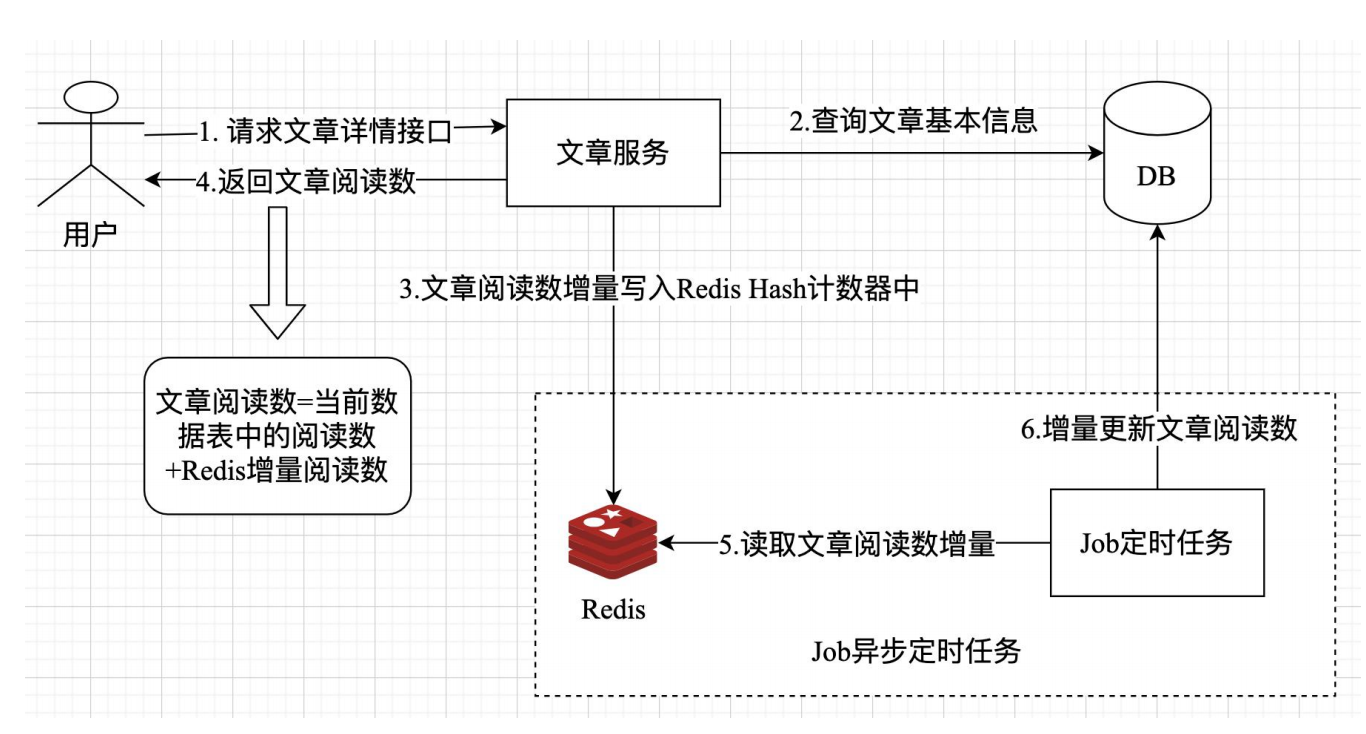 1. 请求文章详情接口
文章服务
2.查询文章基本信息
DB
4.返回文章阅读数
用户
3.文章阅读数增量写入Redis Hash计数器中
文章阅读数=当前数
据表中的阅读数
+Redis增量阅读数
6.增量更新文章阅读数
5.读取文章阅读数增量
Job定时任务
Redis
Job异步定时任务